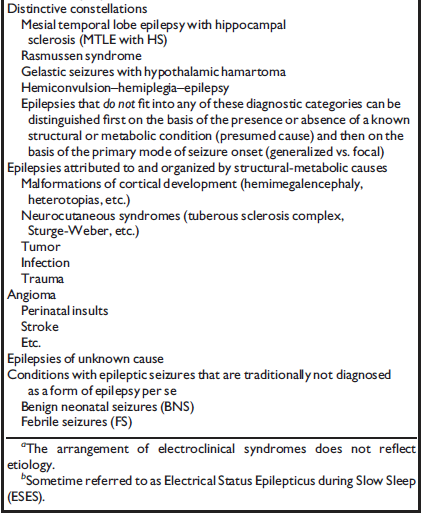 Distinctive constellations
Mesial temporal lobe epilepsy with hippocampal
sclerosis (MTLE with HS)
Rasmussen syndrome
Gelastic seizures with hypothalamic hamartoma
Hemiconvulsion–hemiplegia–epilepsy
Epilepsies that do not fit into any of these diagnostic categories can be
distinguished first on the basis of the presence or absence of a known
structural or metabolic condition (presumed cause) and then on the
basis of the primary mode of seizure onset (generalized vs. focal)
Epilepsies attributed to and organized by structural-metabolic causes
Malformations of cortical development (hemimegalencephaly,
heterotopias, etc.)
Neurocutaneous syndromes (tuberous sclerosis complex,
Sturge-Weber, etc.)
Tumor
Infection
Trauma
Angioma
Perinatal insults
Stroke
Etc.
Epilepsies of unknown cause
Conditions with epileptic seizures that are traditionally not diagnosed
as a form of epilepsy per se
Benign neonatal seizures (BNS)
Febrile seizures (FS)
aThe arrangement of electroclinical syndromes does not reflect
etiology.
bSometime referred to as Electrical Status Epilepticus during Slow Sleep
(ESES).